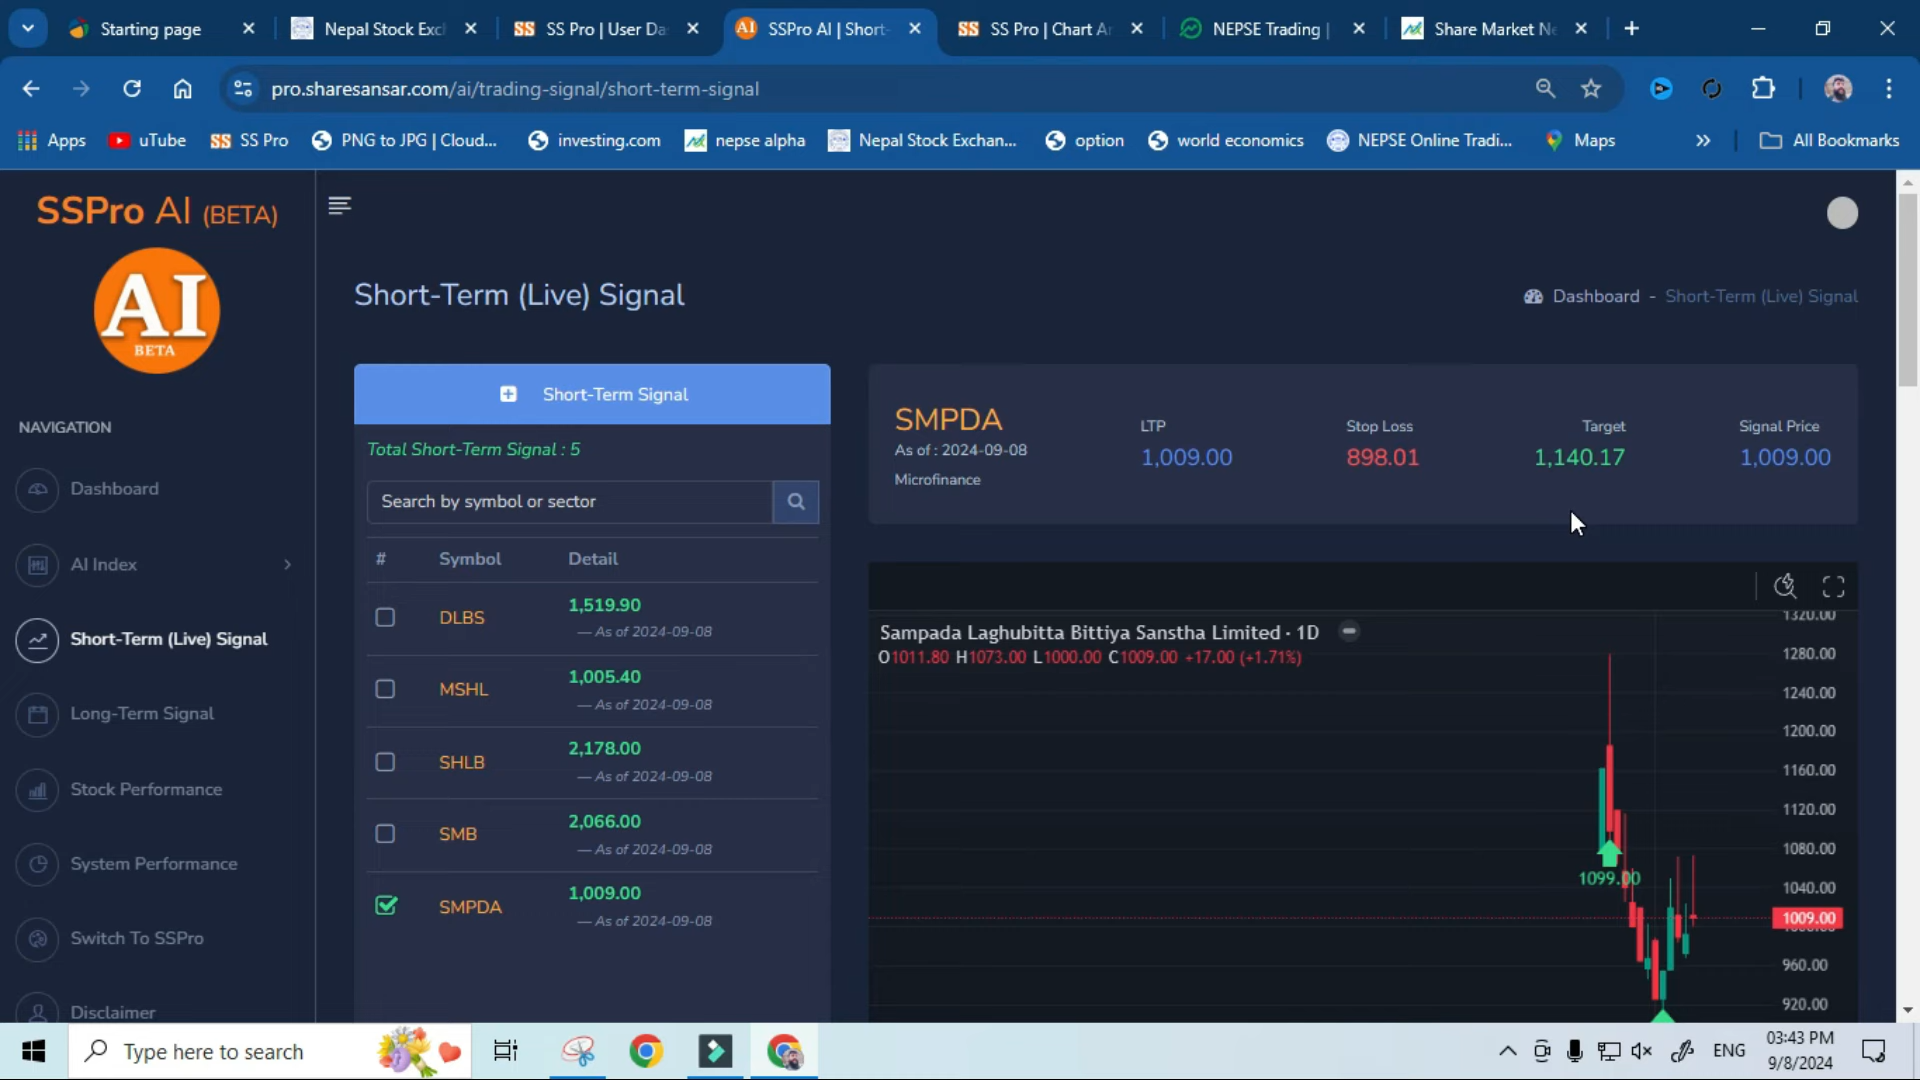 Starting page
Nepal Stock Exc
SS Pro | User Da
SSPro AI | Short-
SS Pro | Chart Ar
NEPSE Trading |
Share Market Ne
pro.sharesansar.com/ai/trading-signal/short-term-signal
Apps
uTube
SS Pro
PNG to JPG | Cloud...
investing.com
nepse alpha
Nepal Stock Exchan...
option
world economics
NEPSE Online Tradi...
Maps
All Bookmarks
SSPro AI (BETA)
AI
BETA
NAVIGATION
Dashboard
AI Index
Short-Term (Live) Signal
Long-Term Signal
Stock Performance
System Performance
Switch To SSPro
Disclaimer
Short-Term (Live) Signal
Dashboard - Short-Term (Live) Signal
Short-Term Signal
Total Short-Term Signal : 5
Search by symbol or sector
# Symbol Detail
DLBS 1,519.90
— As of 2024-09-08
MSHL 1,005.40
— As of 2024-09-08
SHLB 2,178.00
— As of 2024-09-08
SMB 2,066.00
— As of 2024-09-08
SMPDA 1,009.00
— As of 2024-09-08
SMPDA
As of : 2024-09-08
Microfinance
LTP
1,009.00
Stop Loss
898.01
Target
1,140.17
Signal Price
1,009.00
Sampada Laghubitta Bittiya Sanstha Limited · 1D
O1011.80 H1073.00 L1000.00 C1009.00 +17.00 (+1.71%)
1099.00
1320.00
1280.00
1240.00
1200.00
1160.00
1120.00
1080.00
1040.00
1009.00
960.00
920.00
Type here to search
ENG
03:43 PM
9/8/2024